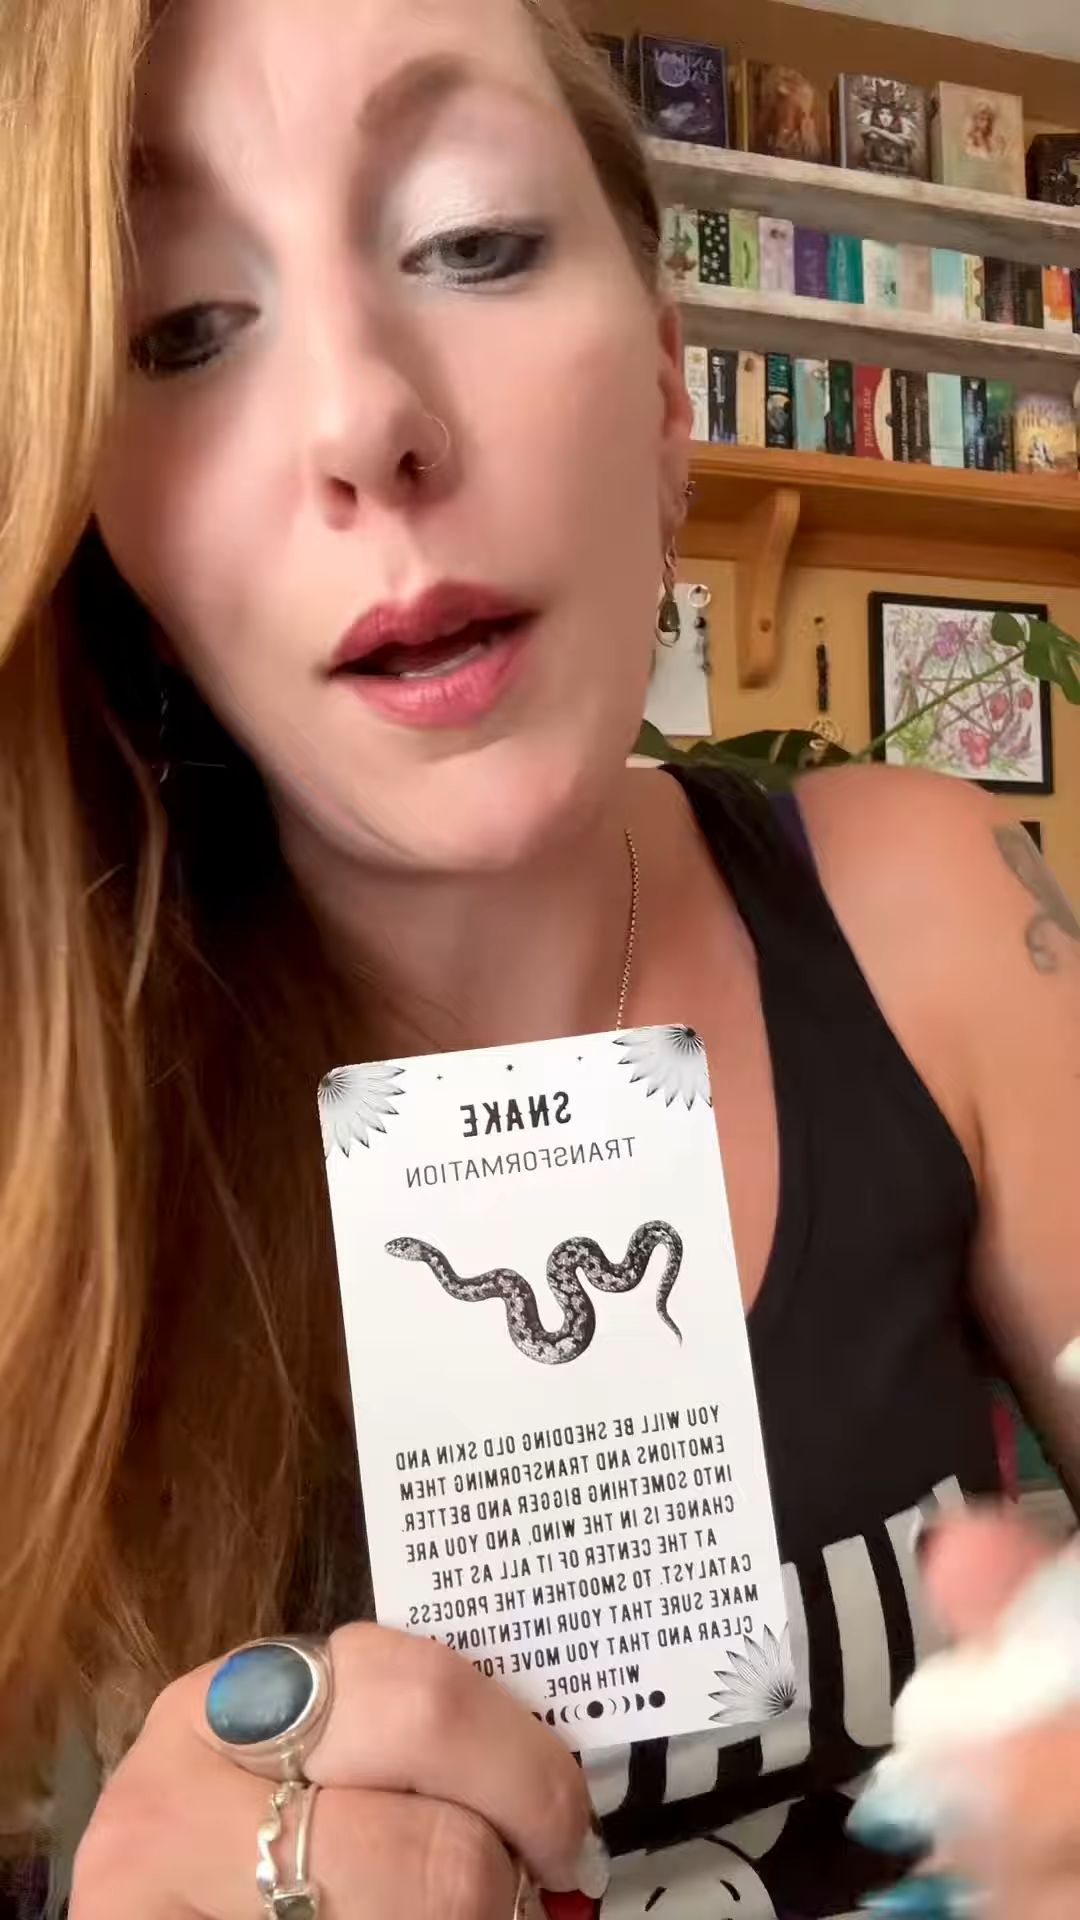 SNAKE
TRANSFORMATION
YOU WILL BE SHEDDING OLD SKIN AND
EMOTIONS AND TRANSFORMING THEM
INTO SOMETHING BIGGER AND BETTER.
CHANGE IS IN THE WIND, AND YOU ARE
AT THE CENTER OF IT ALL AS THE
CATALYST. TO SMOOTHEN THE PROCESS,
MAKE SURE THAT YOUR INTENTIONS
CLEAR AND THAT YOU MOVE
WITH HOPE.